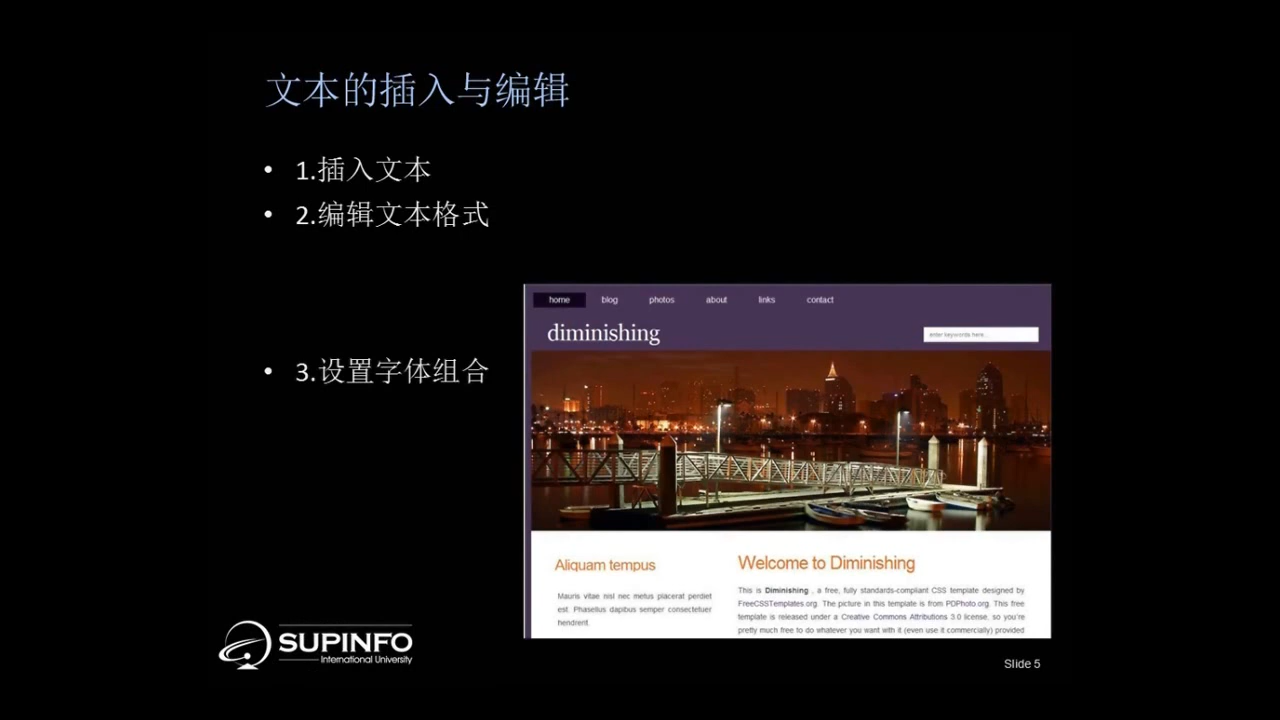 文本的插入与编辑
• 1.插入文本
• 2.编辑文本格式
• 3.设置字体组合
home blog photos about links contact
diminishing
enter keywords here...
Aliquam tempus
Mauris vitae nisl nec metus placerat perdiet
est. Phasellus dapibus semper consectetuer
hendrerit.
Welcome to Diminishing
This is Diminishing , a free, fully standards-compliant CSS template designed by
FreeCSSTemplates.org. The picture in this template is from PDPhoto.org. This free
template is released under a Creative Commons Attributions 3.0 license, so you're
pretty much free to do whatever you want with it (even use it commercially) provided
SUPINFO
International University
Slide 5